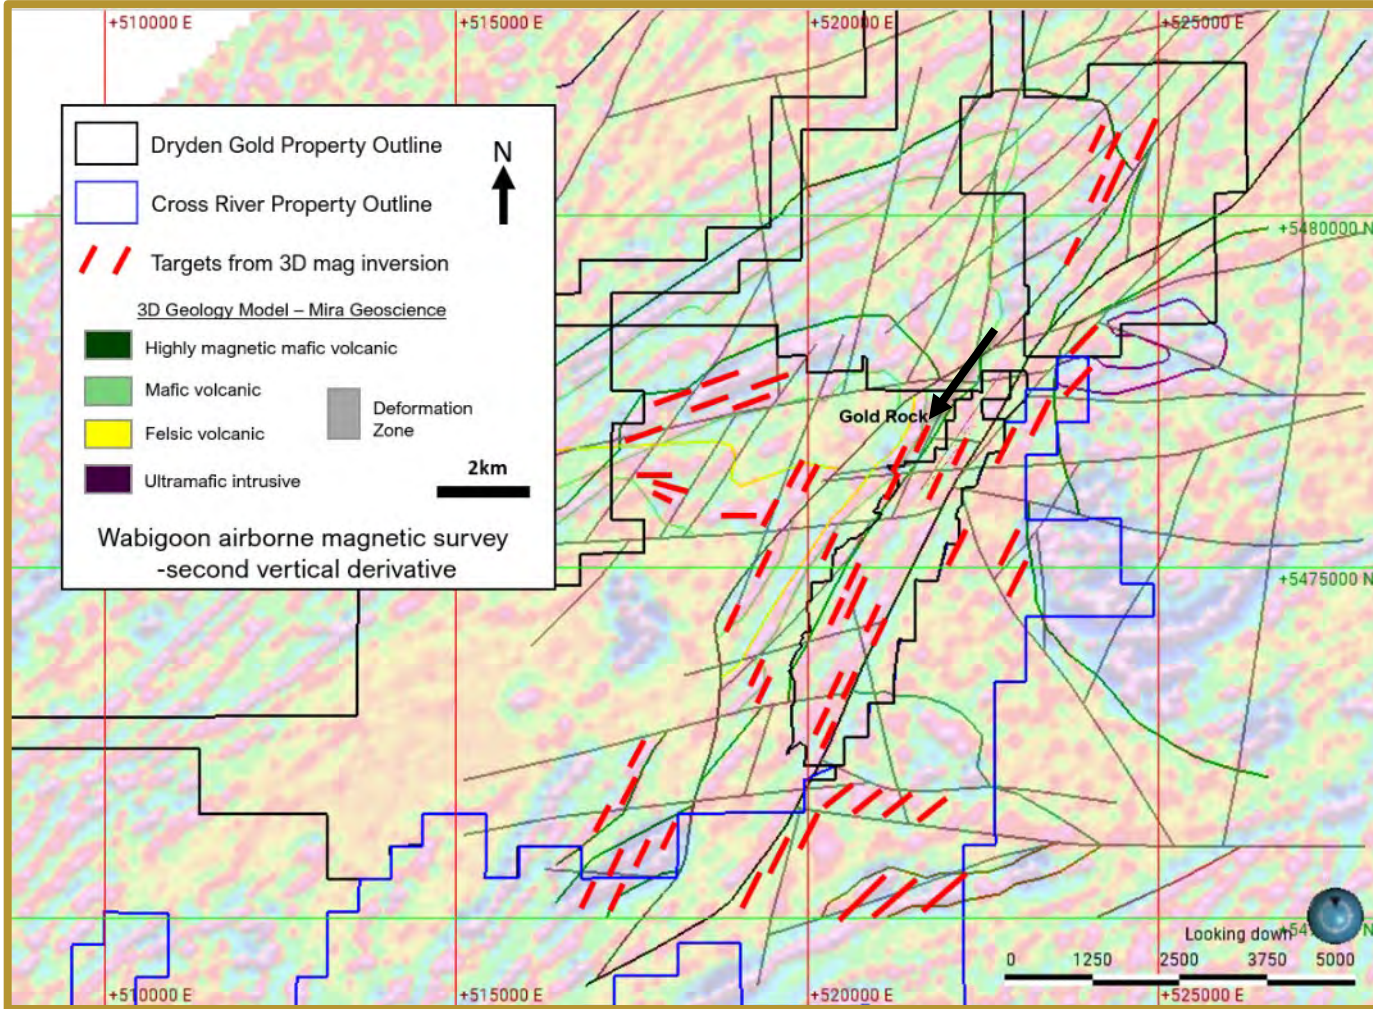 +510000 E
+515000 E
+520000 E
+525000 E
Dryden Gold Property Outline
N
Cross River Property Outline
Targets from 3D mag inversion
3D Geology Model – Mira Geoscience
Highly magnetic mafic volcanic
Mafic volcanic
Felsic volcanic
Ultramafic intrusive
Deformation
Zone
2km
Wabigoon airborne magnetic survey
-second vertical derivative
+5480000 N
Gold Rock
+5475000 N
Looking down
0 1250 2500 3750 5000
+510000 E
+515000 E
+520000 E
+525000 E